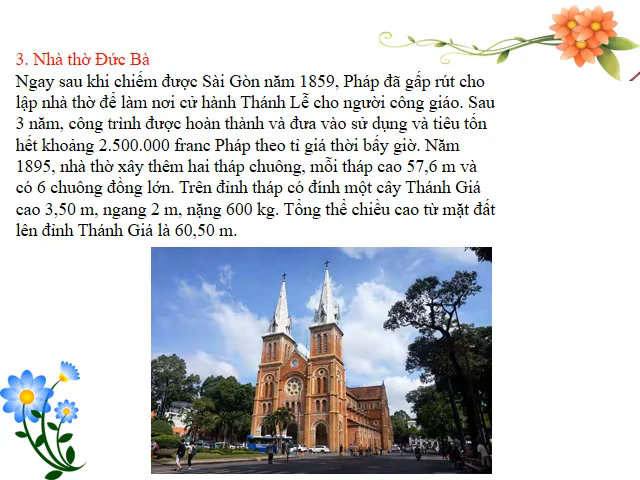 3. Nhà thờ Đức Bà
Ngay sau khi chiếm được Sài Gòn năm 1859, Pháp đã gấp rút cho
lập nhà thờ để làm nơi cử hành Thánh Lễ cho người công giáo. Sau
3 năm, công trình được hoàn thành và đưa vào sử dụng và tiêu tốn
hết khoảng 2.500.000 franc Pháp theo tỉ giá thời bấy giờ. Năm
1895, nhà thờ xây thêm hai tháp chuông, mỗi tháp cao 57,6 m và
có 6 chuông đồng lớn. Trên đỉnh tháp có đính một cây Thánh Giá
cao 3,50 m, ngang 2 m, nặng 600 kg. Tổng thể chiều cao từ mặt đất
lên đỉnh Thánh Giá là 60,50 m.